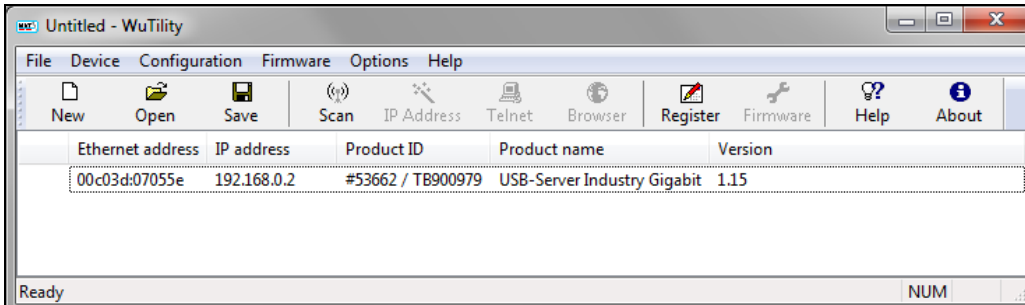 Untitled - WuTility
File Device Configuration Firmware Options Help
New Open Save Scan IP Address Telnet Browser Register Firmware Help About
Ethernet address IP address Product ID Product name Version
00c03d:07055e 192.168.0.2 #53662 / TB900979 USB-Server Industry Gigabit 1.15
Ready NUM